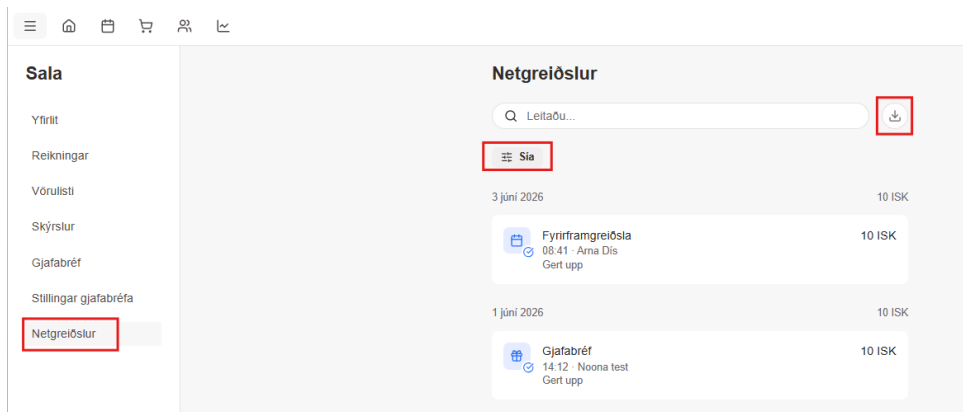 Sala
Yfirlit
Reikningar
Vörulisti
Skýrslur
Gjafabréf
Stillingar gjafabréfa
Netgreiðslur
Netgreiðslur
Leitaðu...
Sía
3 júní 2026 10 ISK
Fyrirframgreiðsla 10 ISK
08:41 · Arna Dís
Gert upp
1 júní 2026 10 ISK
Gjafabréf 10 ISK
14:12 · Noona test
Gert upp